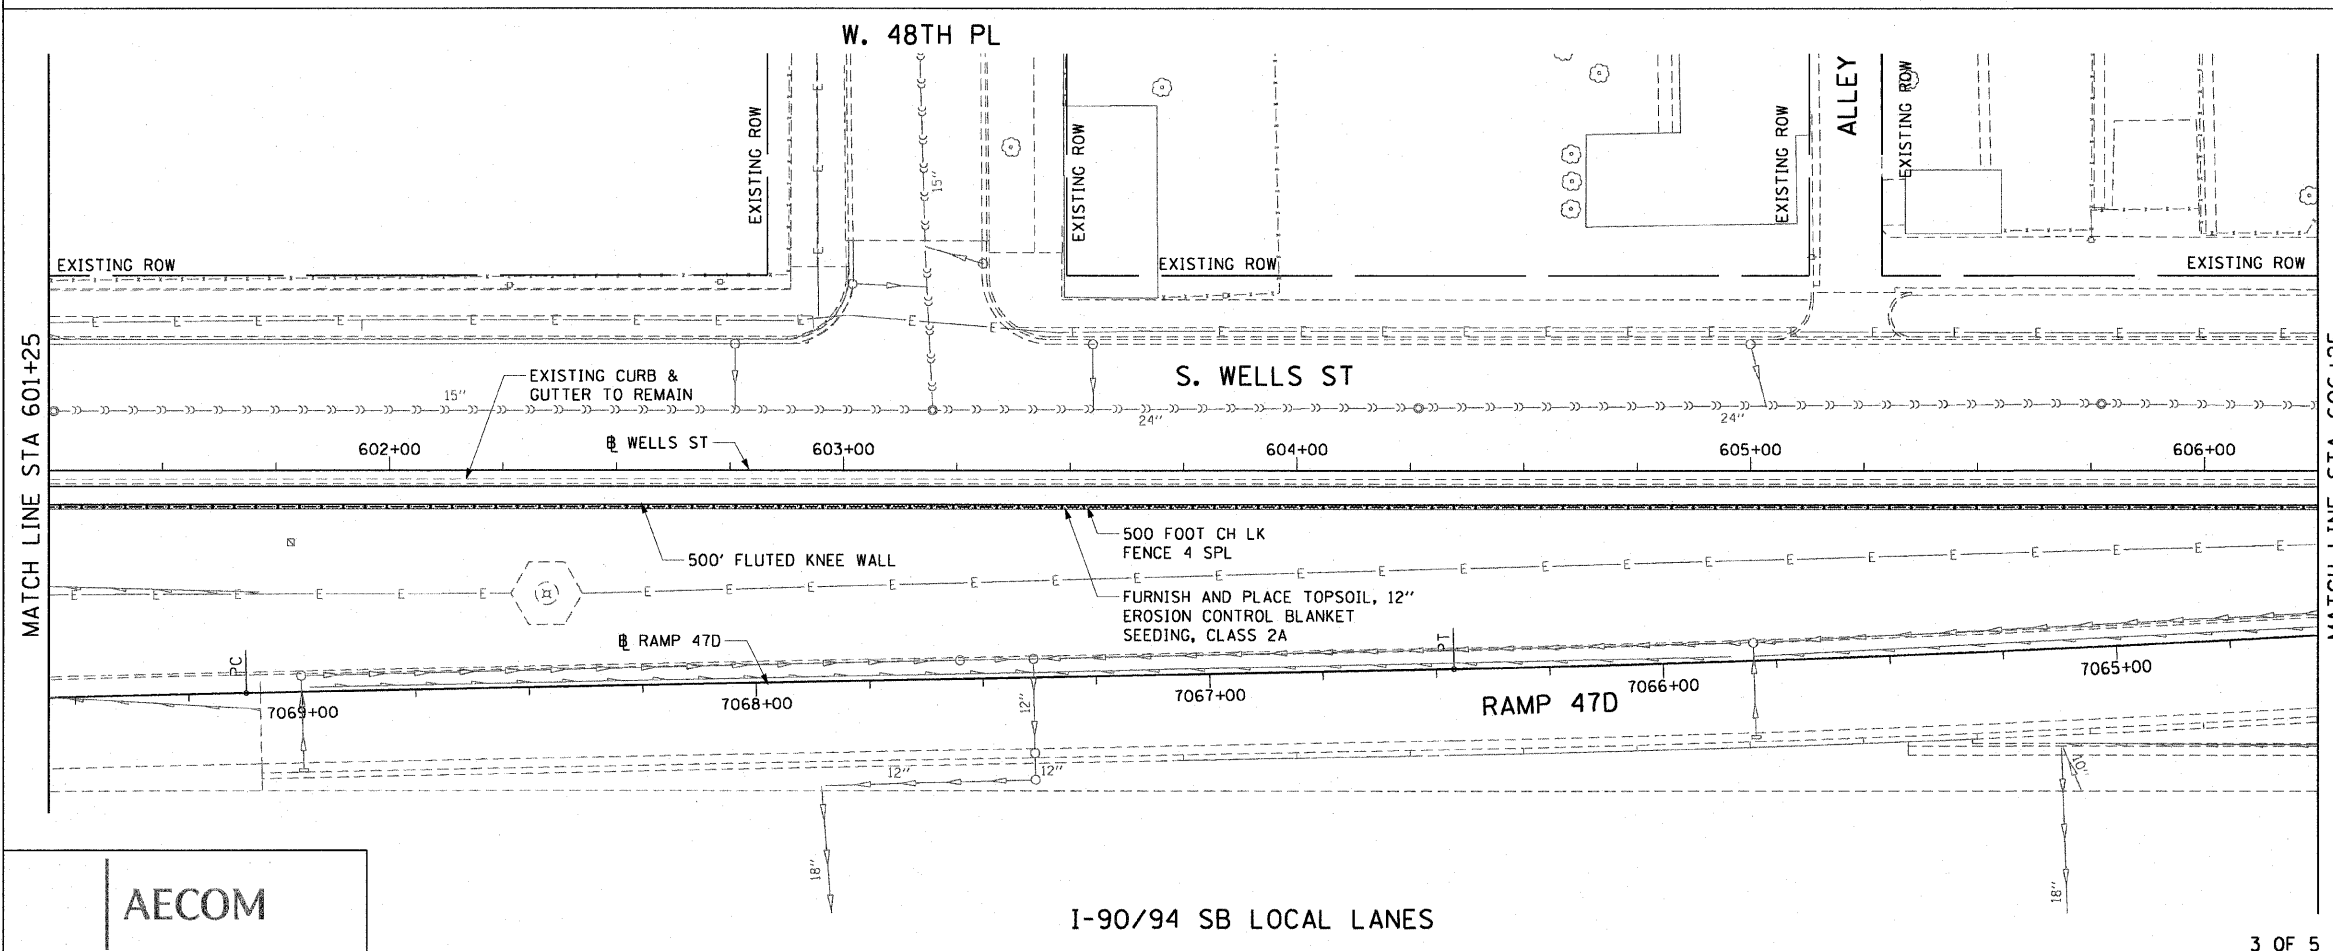 W. 48TH PL
ALLEY
EXISTING ROW
EXISTING ROW
EXISTING ROW
EXISTING ROW
15"
EXISTING ROW
EXISTING ROW
EXISTING ROW
MATCH LINE STA 601+25
S. WELLS ST
EXISTING CURB &
GUTTER TO REMAIN
15"
24"
24"
℄ WELLS ST
602+00
603+00
604+00
605+00
606+00
500' FLUTED KNEE WALL
500 FOOT CH LK
FENCE 4 SPL
FURNISH AND PLACE TOPSOIL, 12"
EROSION CONTROL BLANKET
SEEDING, CLASS 2A
E E E E
PC
PT
RAMP 47D
7069+00
7068+00
7067+00
7066+00
7065+00
RAMP 47D
12"
12"
12"
10"
18"
18"
AECOM
I-90/94 SB LOCAL LANES
3 OF 5